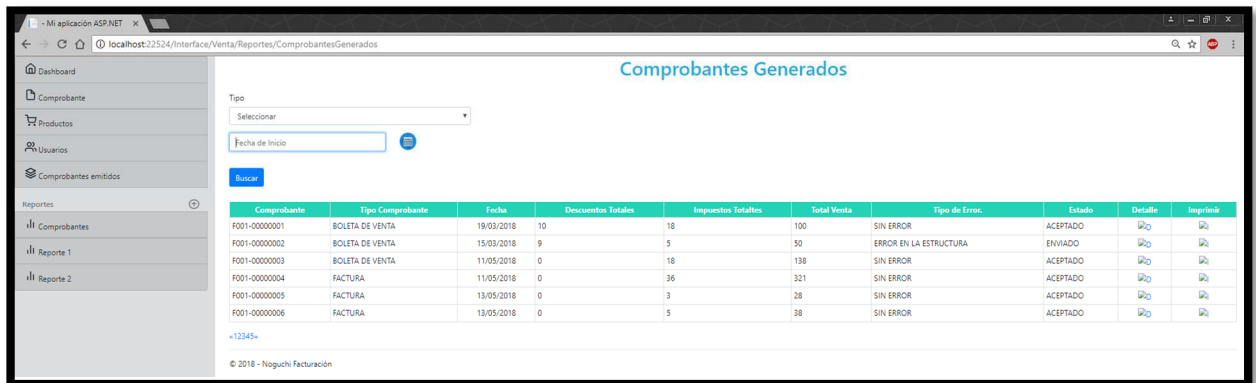 - Mi aplicación ASP.NET
localhost:22524/Interface/Venta/Reportes/ComprobantesGenerados
ABP
Dashboard
Comprobante
Productos
Usuarios
Comprobantes emitidos
Reportes
Comprobantes
Reporte 1
Reporte 2
Comprobantes Generados
Tipo
Seleccionar
Fecha de Inicio
Buscar
Comprobante Tipo Comprobante Fecha Descuentos Totales Impuestos Totaltes Total Venta Tipo de Error. Estado Detalle Imprimir
F001-00000001 BOLETA DE VENTA 19/03/2018 10 18 100 SIN ERROR ACEPTADO D
F001-00000002 BOLETA DE VENTA 15/03/2018 9 5 50 ERROR EN LA ESTRUCTURA ENVIADO D
F001-00000003 BOLETA DE VENTA 11/05/2018 0 18 138 SIN ERROR ACEPTADO D
F001-00000004 FACTURA 11/05/2018 0 36 321 SIN ERROR ACEPTADO D
F001-00000005 FACTURA 13/05/2018 0 3 28 SIN ERROR ACEPTADO D
F001-00000006 FACTURA 13/05/2018 0 5 38 SIN ERROR ACEPTADO D
«12345»
© 2018 - Noguchi Facturación